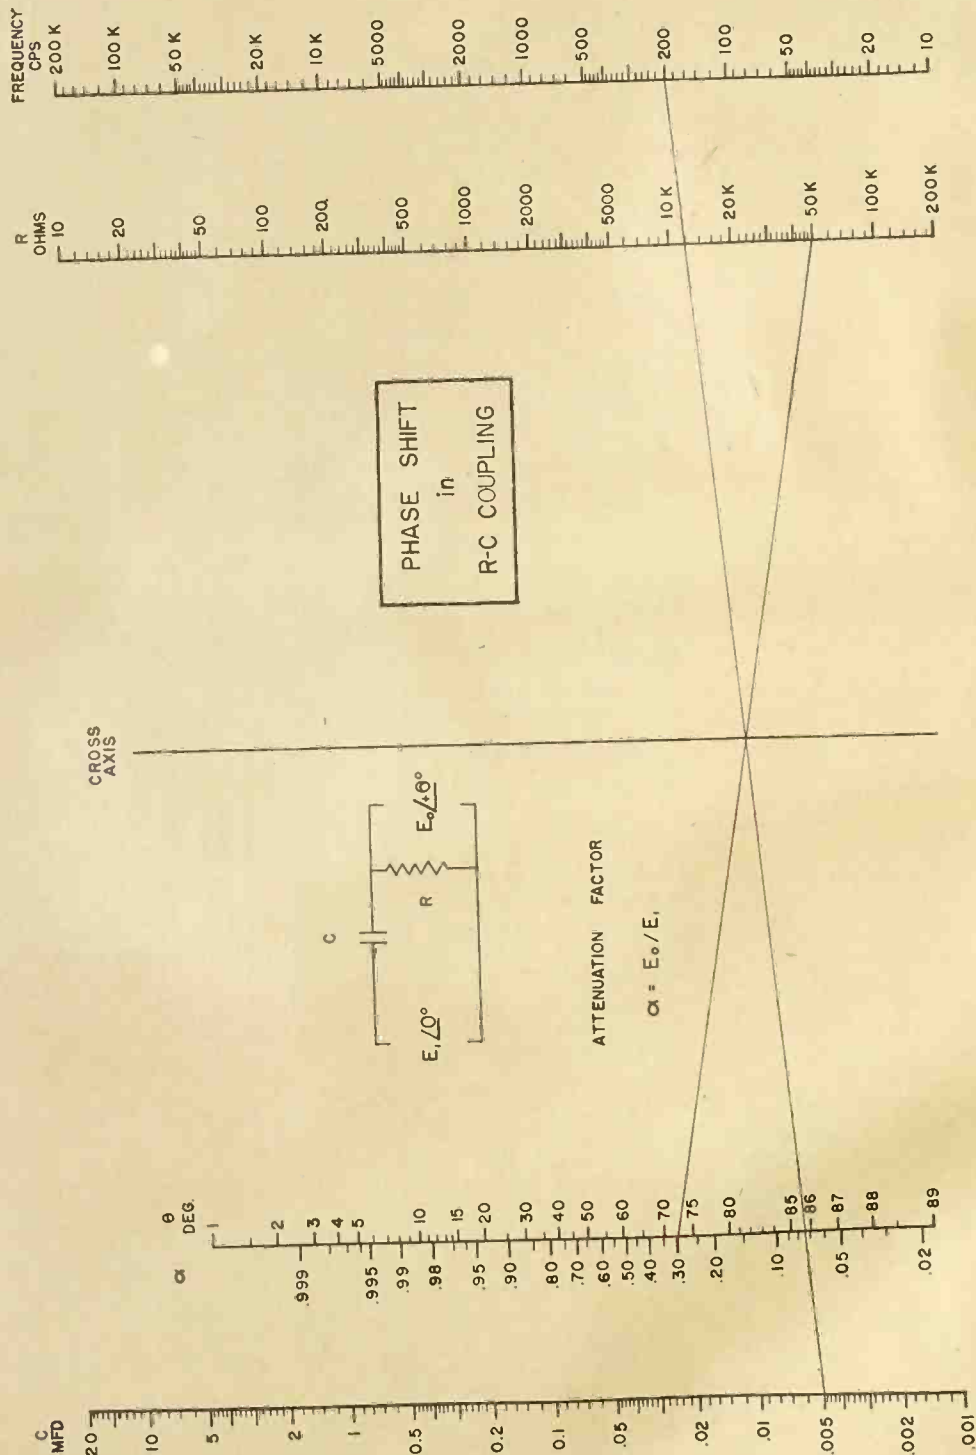 FREQUENCY
CPS
200 K
100 K
50 K
20 K
10 K
5000
2000
1000
500
200
100
50
20
10
R
OHMS
10
20
50
100
200
500
1000
2000
5000
10 K
20 K
50 K
100 K
200 K
PHASE SHIFT
in
R-C COUPLING
CROSS
AXIS
C
R
E₁ ∠0°
E₀ ∠+θ°
ATTENUATION FACTOR
α = E₀/E₁
θ
DEG.
1
2
3
4
5
10
15
20
30
40
50
60
70
75
80
85
86
87
88
89
α
.999
.995
.99
.98
.95
.90
.80
.70
.60
.50
.40
.30
.20
.10
.05
.02
C
MFD
20
10
5
2
1
0.5
0.2
0.1
.05
.02
.01
.005
.002
.001